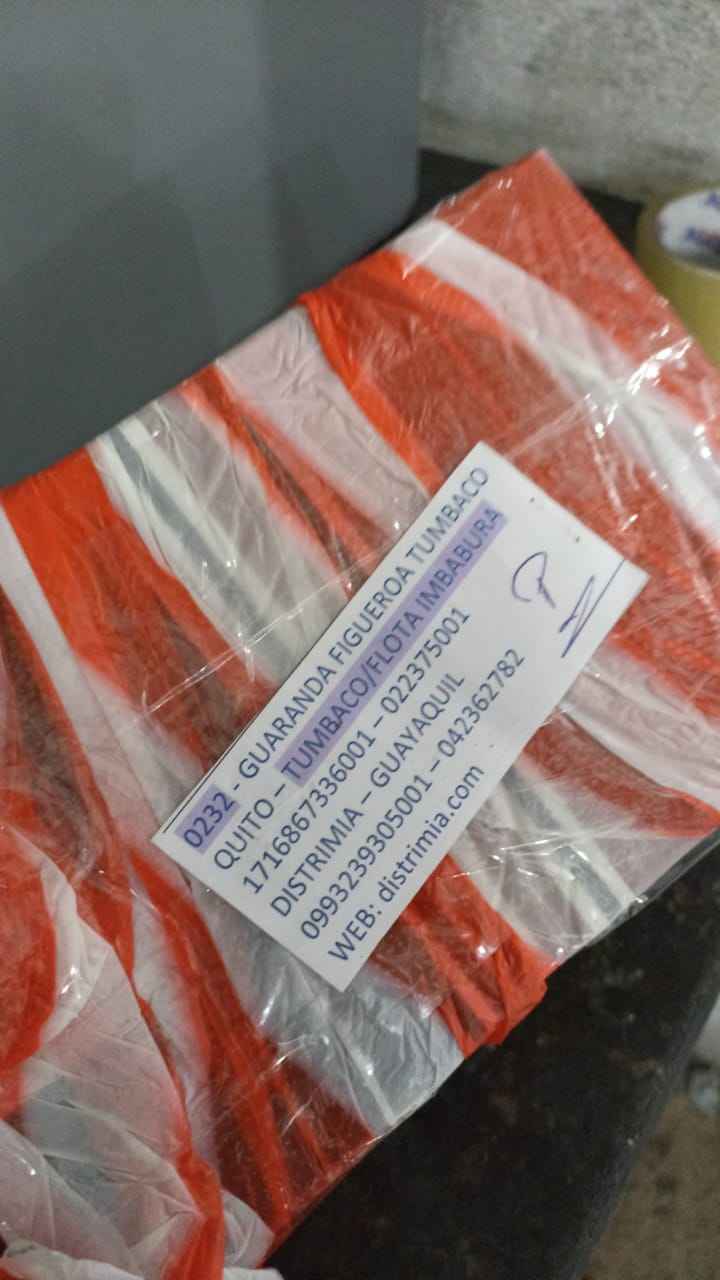 0232 - GUARANDA FIGUEROA TUMBACO
QUITO – TUMBACO/FLOTA IMBABURA
1716867336001 – 022375001
DISTRIMIA – GUAYAQUIL
0993239305001 – 042362782
WEB: distrimia.com
P